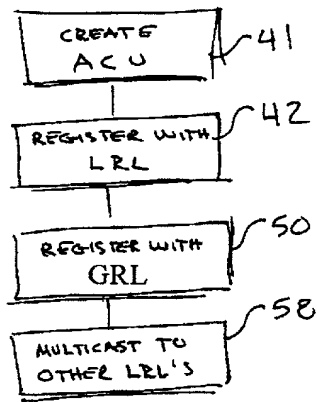 CREATE
ACU
41
REGISTER WITH
LRL
42
REGISTER WITH
GRL
50
MULTICAST TO
OTHER LRL'S
58